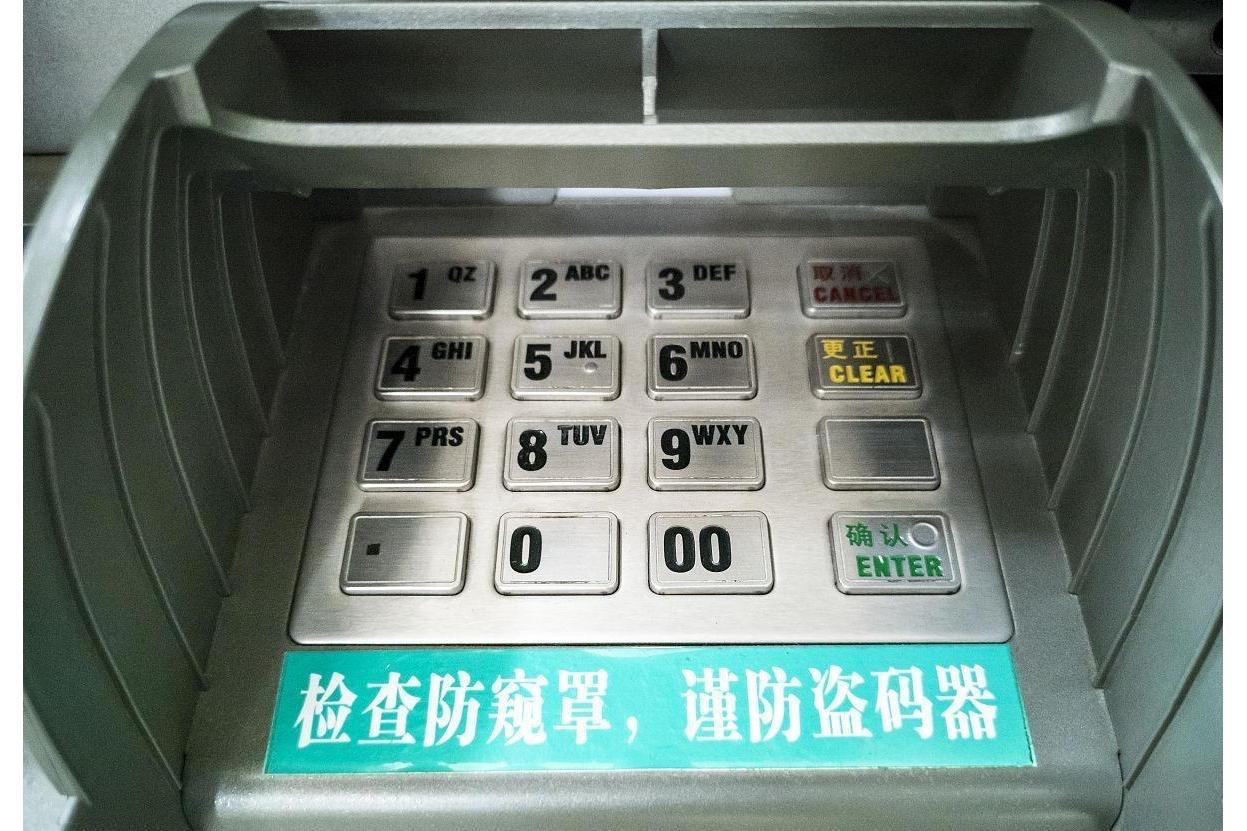 1 QZ 2 ABC 3 DEF 取消
CANCEL
4 GHI 5 JKL 6 MNO 更正
CLEAR
7 PRS 8 TUV 9 WXY
. 0 00 确认
ENTER
检查防窥罩，谨防盗码器